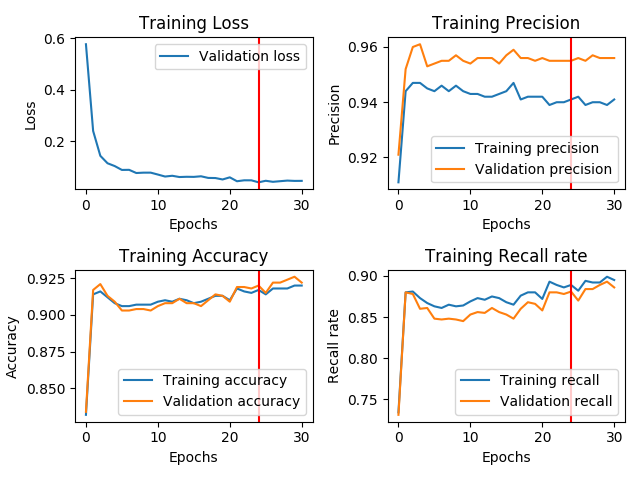 Training Loss
Loss
0.6
0.4
0.2
Validation loss
0
10
20
30
Epochs
Training Precision
Precision
0.96
0.94
0.92
Training precision
Validation precision
0
10
20
30
Epochs
Training Accuracy
Accuracy
0.925
0.900
0.875
0.850
Training accuracy
Validation accuracy
0
10
20
30
Epochs
Training Recall rate
Recall rate
0.90
0.85
0.80
0.75
Training recall
Validation recall
0
10
20
30
Epochs